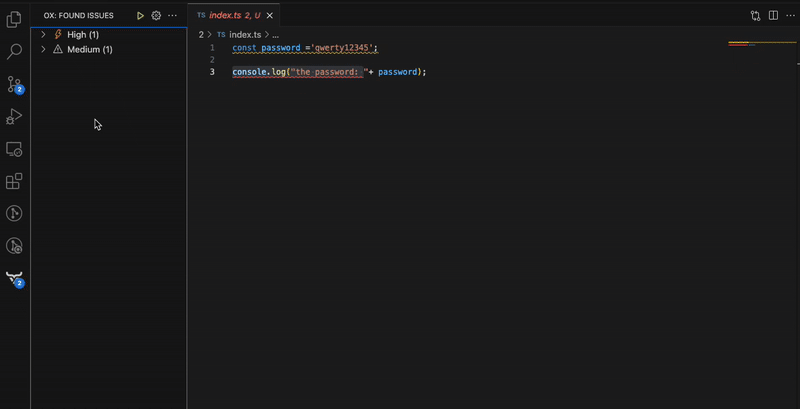 OX: FOUND ISSUES
High (1)
Medium (1)
2
2
TS index.ts 2, U
2 > TS index.ts > ...
1 const password ='qwerty12345';
2
3 console.log("the password: "+ password);